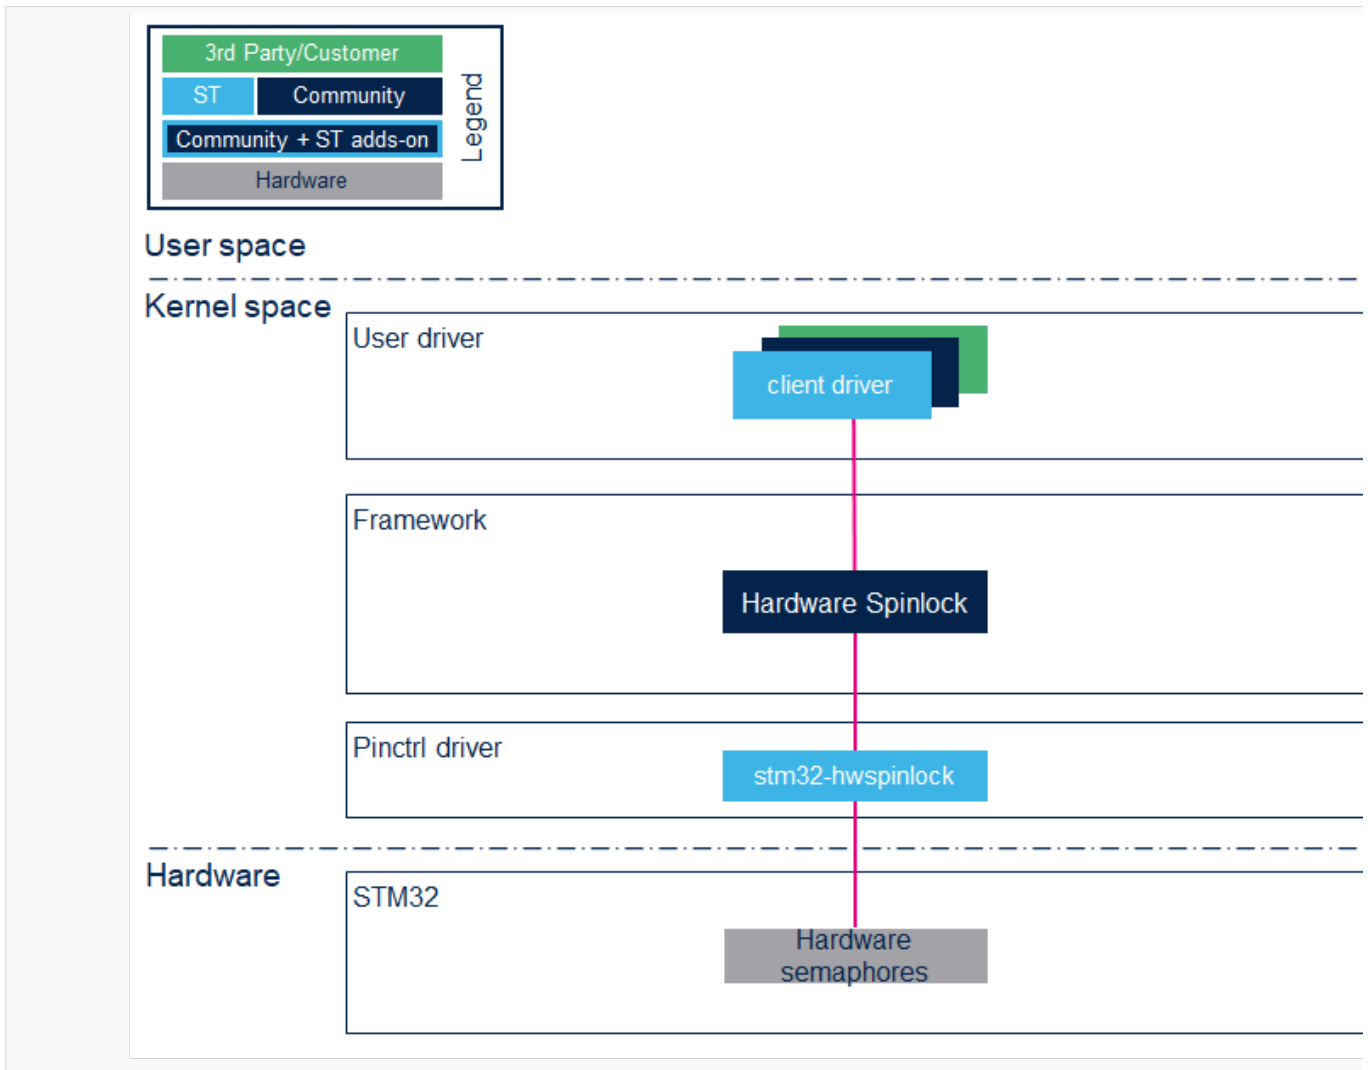 3rd Party/Customer
ST
Community
Community + ST adds-on
Hardware
Legend
User space
Kernel space
User driver
client driver
Framework
Hardware Spinlock
Pinctrl driver
stm32-hwspinlock
Hardware
STM32
Hardware
semaphores